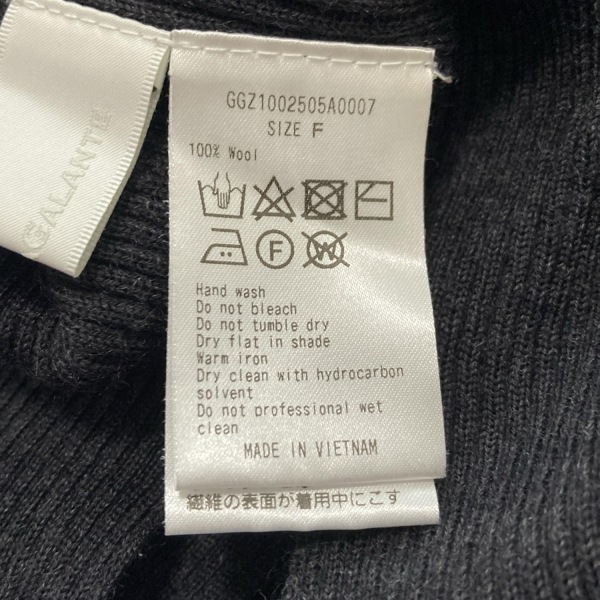 GALANTE
GGZ1002505A0007
SIZE F
100% Wool
F
W
Hand wash
Do not bleach
Do not tumble dry
Dry flat in shade
Warm iron
Dry clean with hydrocarbon
solvent
Do not professional wet
clean
MADE IN VIETNAM
繊維の表面が着用中にこす